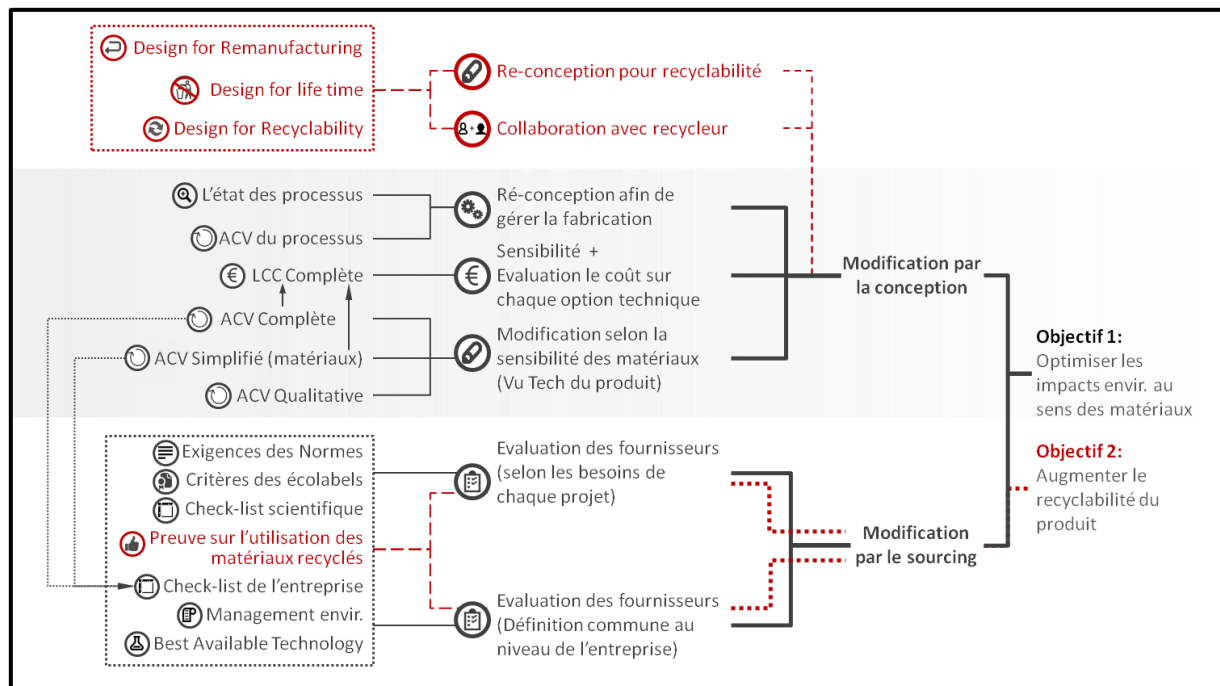 Design for Remanufacturing
Design for life time
Design for Recyclability
Re-conception pour recyclabilité
Collaboration avec recycleur
L'état des processus
ACV du processus
LCC Complète
ACV Complète
ACV Simplifié (matériaux)
ACV Qualitative
Ré-conception afin de
gérer la fabrication
Sensibilité +
Evaluation le coût sur
chaque option technique
Modification selon la
sensibilité des matériaux
(Vu Tech du produit)
Modification par
la conception
Objectif 1:
Optimiser les
impacts envir. au
sens des matériaux
Objectif 2:
Augmenter le
recyclabilité du
produit
Exigences des Normes
Critères des écolabels
Check-list scientifique
Preuve sur l'utilisation des
matériaux recyclés
Check-list de l'entreprise
Management envir.
Best Available Technology
Evaluation des fournisseurs
(selon les besoins de
chaque projet)
Evaluation des fournisseurs
(Définition commune au
niveau de l'entreprise)
Modification
par le sourcing